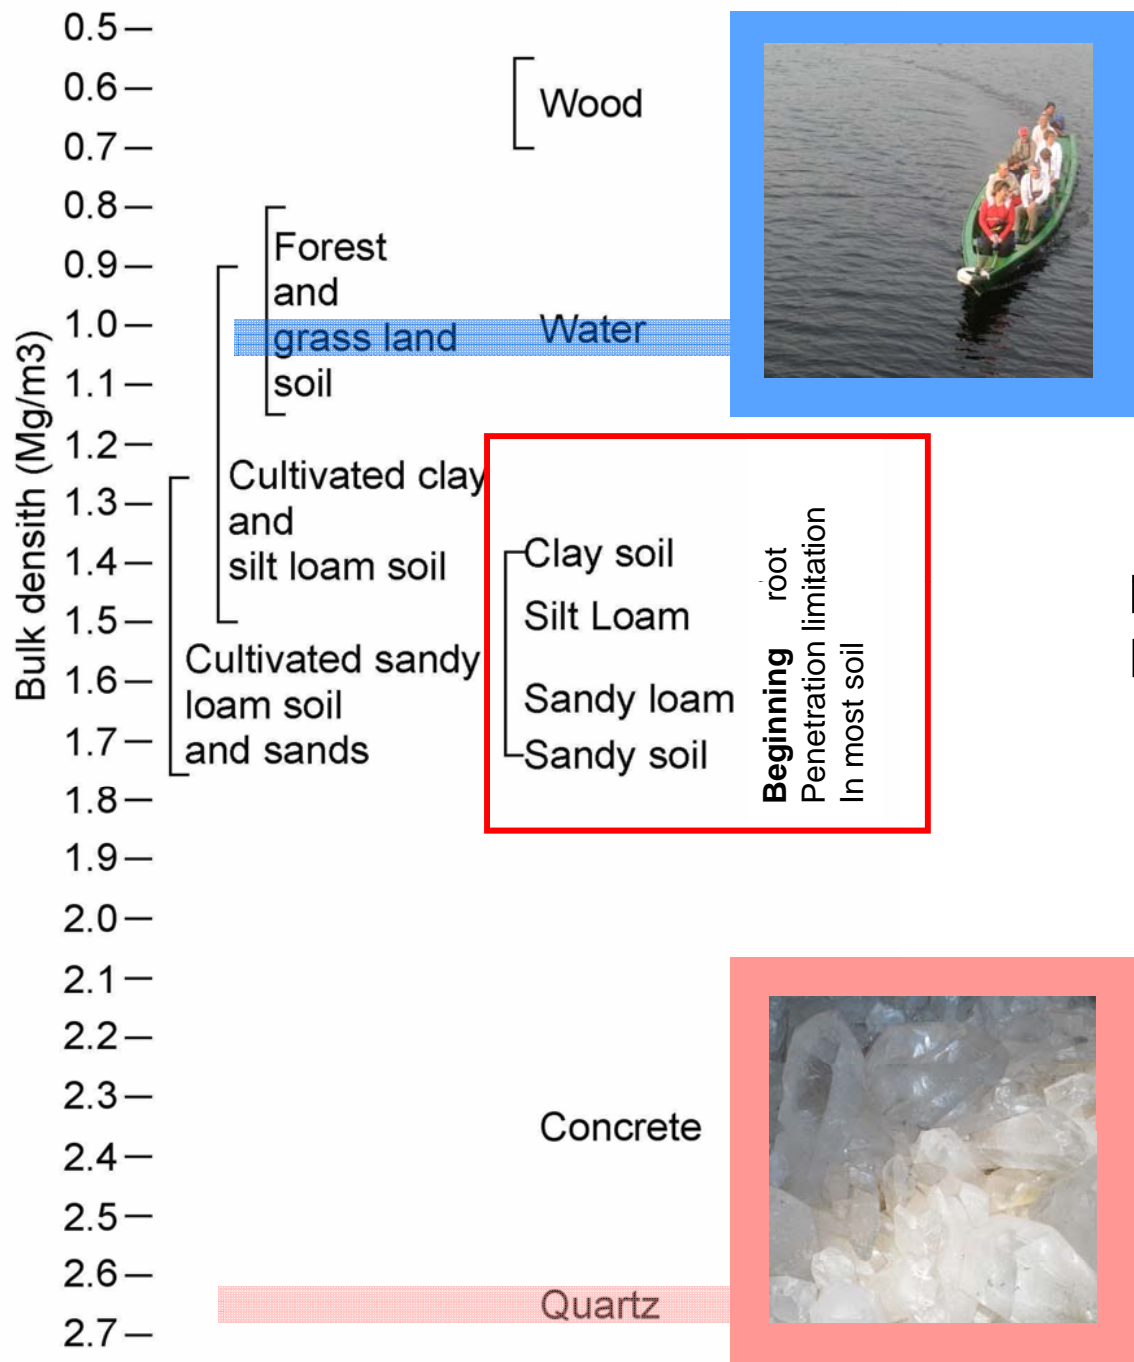 Bulk densith (Mg/m3)
0.5
0.6
0.7
0.8
0.9
1.0
1.1
1.2
1.3
1.4
1.5
1.6
1.7
1.8
1.9
2.0
2.1
2.2
2.3
2.4
2.5
2.6
2.7
Wood
Forest
and
grass land
soil
Water
Cultivated clay
and
silt loam soil
Cultivated sandy
loam soil
and sands
Clay soil
Silt Loam
Sandy loam
Sandy soil
Beginning root
Penetration limitation
In most soil
Concrete
Quartz